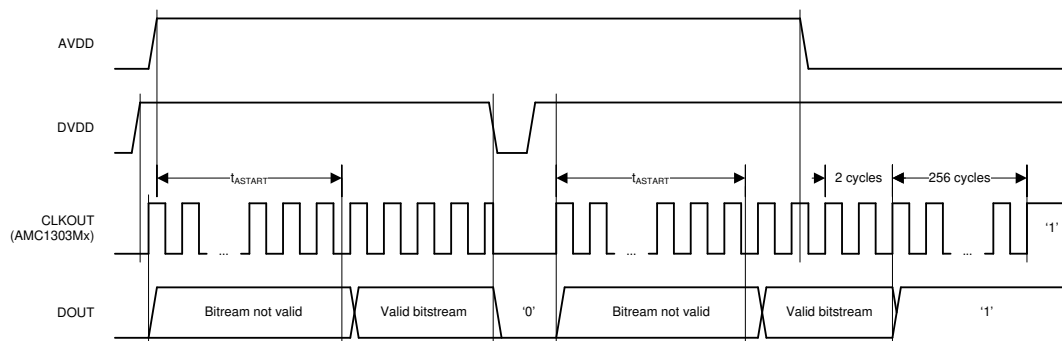 AVDD
DVDD
tASTART
tASTART
2 cycles
256 cycles
CLKOUT
(AMC1303Mx)
...
...
...
'1'
DOUT
Bitream not valid
Valid bitstream
'0'
Bitream not valid
Valid bitstream
'1'